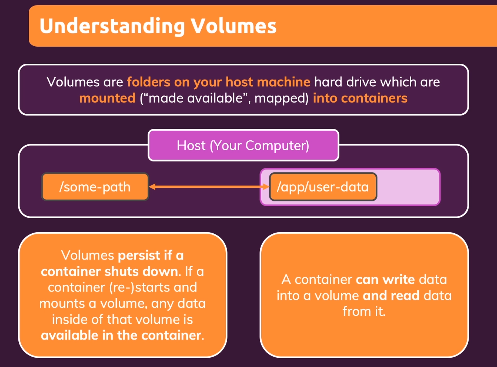 Understanding Volumes
Volumes are folders on your host machine hard drive which are
mounted (“made available”, mapped) into containers
Host (Your Computer)
/some-path
/app/user-data
Volumes persist if a
container shuts down. If a
container (re-)starts and
mounts a volume, any data
inside of that volume is
available in the container.
A container can write data
into a volume and read data
from it.